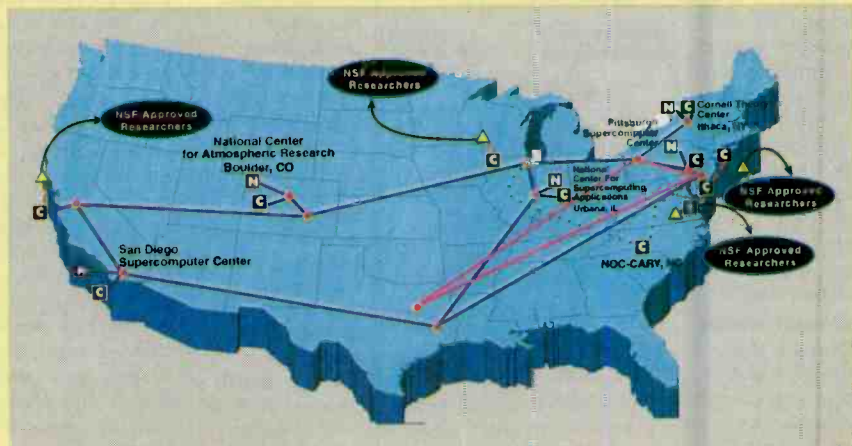 NSF Approved
Researchers
NSF Approved
Researchers
National Center
for Atmospheric Research
Boulder, CO
N
C
C
C
San Diego
Supercomputer Center
C
Pittsburgh
Supercomputer
Center
N C Cornell Theory
Center
Ithaca, NY
N
C
C
C
National
Center For
Supercomputing
Applications
Urbana, IL
N
C
NSF Approved
Researchers
NSF Approved
Researchers
C
NOC-CARY, NC